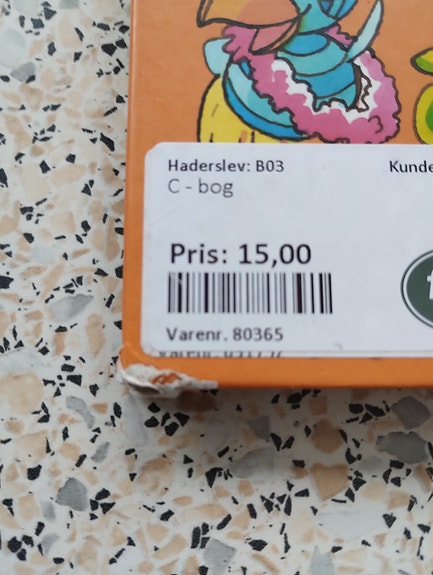 Haderslev: B03
Kunde
C - bog
Pris: 15,00
Varenr. 80365